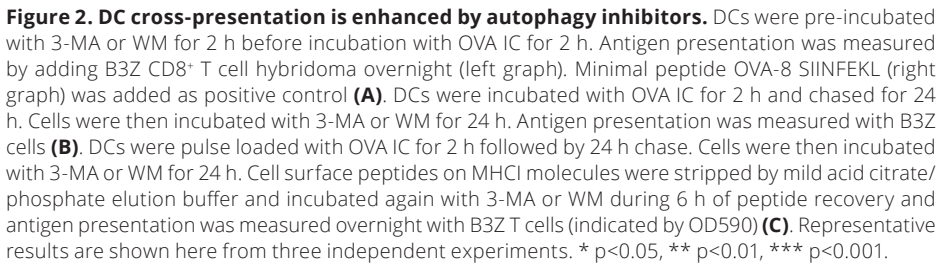 Figure 2. DC cross-presentation is enhanced by autophagy inhibitors. DCs were pre-incubated
with 3-MA or WM for 2 h before incubation with OVA IC for 2 h. Antigen presentation was measured
by adding B3Z CD8⁺ T cell hybridoma overnight (left graph). Minimal peptide OVA-8 SIINFEKL (right
graph) was added as positive control (A). DCs were incubated with OVA IC for 2 h and chased for 24
h. Cells were then incubated with 3-MA or WM for 24 h. Antigen presentation was measured with B3Z
cells (B). DCs were pulse loaded with OVA IC for 2 h followed by 24 h chase. Cells were then incubated
with 3-MA or WM for 24 h. Cell surface peptides on MHCI molecules were stripped by mild acid citrate/
phosphate elution buffer and incubated again with 3-MA or WM during 6 h of peptide recovery and
antigen presentation was measured overnight with B3Z T cells (indicated by OD590) (C). Representative
results are shown here from three independent experiments. * p<0.05, ** p<0.01, *** p<0.001.